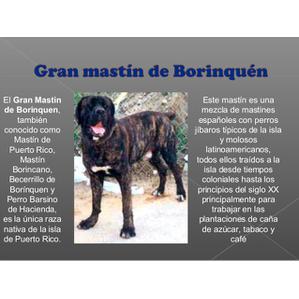 Gran mastín de Borinquén
El Gran Mastín
de Borinquen,
también
conocido como
Mastín de
Puerto Rico,
Mastín
Borincano,
Becerrillo de
Borínquen y
Perro Barsino
de Hacienda,
es la única raza
nativa de la isla
de Puerto Rico.
Este mastín es una
mezcla de mastines
españoles con perros
jíbaros típicos de la isla
y molosos
latinoamericanos,
todos ellos traídos a la
isla desde tiempos
coloniales hasta los
principios del siglo XX
principalmente para
trabajar en las
plantaciones de caña
de azúcar, tabaco y
café